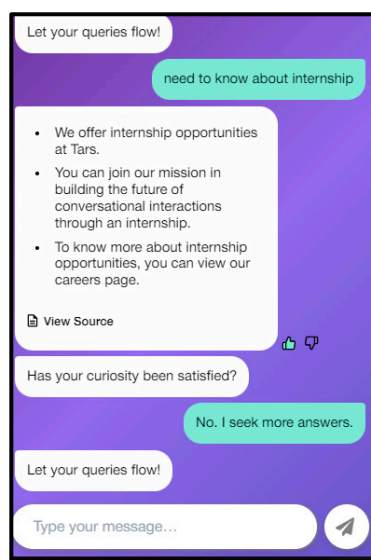 Let your queries flow!
need to know about internship
• We offer internship opportunities
at Tars.
• You can join our mission in
building the future of
conversational interactions
through an internship.
• To know more about internship
opportunities, you can view our
careers page.
View Source
Has your curiosity been satisfied?
No. I seek more answers.
Let your queries flow!
Type your message...